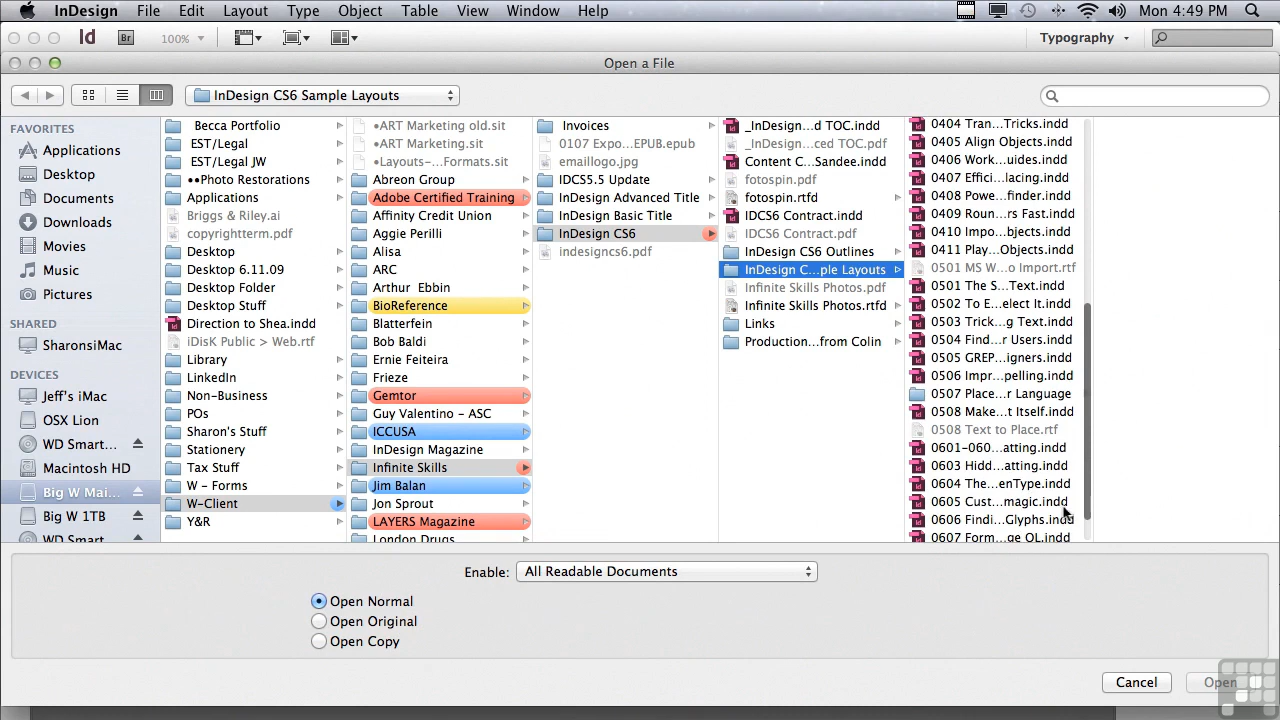 InDesign File Edit Layout Type Object Table View Window Help Mon 4:49 PM
Id Br 100% Typography
Open a File
InDesign CS6 Sample Layouts
FAVORITES
Applications
Desktop
Documents
Downloads
Movies
Music
Pictures
SHARED
SharonsiMac
DEVICES
Jeff's iMac
OSX Lion
WD Smart...
Macintosh HD
Big W Mai...
Big W 1TB
WD Smart...
Becca Portfolio
EST/Legal
EST/Legal JW
••Photo Restorations
Applications
Briggs & Riley.ai
copyrightterm.pdf
Desktop
Desktop 6.11.09
Desktop Folder
Desktop Stuff
Direction to Shea.indd
iDisk Public > Web.rtf
Library
LinkedIn
Non-Business
POs
Sharon's Stuff
Stationery
Tax Stuff
W - Forms
W-Client
Y&R
•ART Marketing old.sit
•ART Marketing.sit
•Layouts-...Formats.sit
Abreon Group
Adobe Certified Training
Affinity Credit Union
Aggie Perilli
Alisa
ARC
Arthur Ebbin
BioReference
Blatterfein
Bob Baldi
Ernie Feiteira
Frieze
Gemtor
Guy Valentino - ASC
ICCUSA
InDesign Magazine
Infinite Skills
Jim Balan
Jon Sprout
LAYERS Magazine
London Drugs
Invoices
0107 Expo...EPUB.epub
emaillogo.jpg
IDCS5.5 Update
InDesign Advanced Title
InDesign Basic Title
InDesign CS6
indesigncs6.pdf
_InDesign...d TOC.indd
_InDesign...ced TOC.pdf
Content C...Sandee.indd
fotospin.pdf
fotospin.rtfd
IDCS6 Contract.indd
IDCS6 Contract.pdf
InDesign CS6 Outlines
InDesign C...ple Layouts
Infinite Skills Photos.pdf
Infinite Skills Photos.rtfd
Links
Production...from Colin
0404 Tran...Tricks.indd
0405 Align Objects.indd
0406 Work...uides.indd
0407 Effici...lacing.indd
0408 Powe...finder.indd
0409 Roun...rs Fast.indd
0410 Impo...bjects.indd
0411 Play...Objects.indd
0501 MS W...o Import.rtf
0501 The S...Text.indd
0502 To E...elect It.indd
0503 Trick...g Text.indd
0504 Find...r Users.indd
0505 GREP...igners.indd
0506 Impr...pelling.indd
0507 Place...r Language
0508 Make...t Itself.indd
0508 Text to Place.rtf
0601-060...atting.indd
0603 Hidd...atting.indd
0604 The...enType.indd
0605 Cust...magic.indd
0606 Findi...Glyphs.indd
0607 Form...ge OL.indd
Enable: All Readable Documents
Open Normal
Open Original
Open Copy
Cancel Open